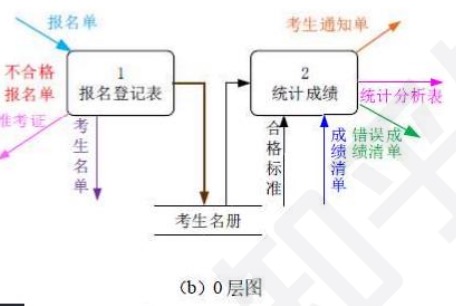 报名单
考生通知单
不合格
报名单
准考证
1
报名登记表
2
统计成绩
统计分析表
考生名单
合格标准
成绩清单
错误成
绩清单
考生名册
(b) 0 层图